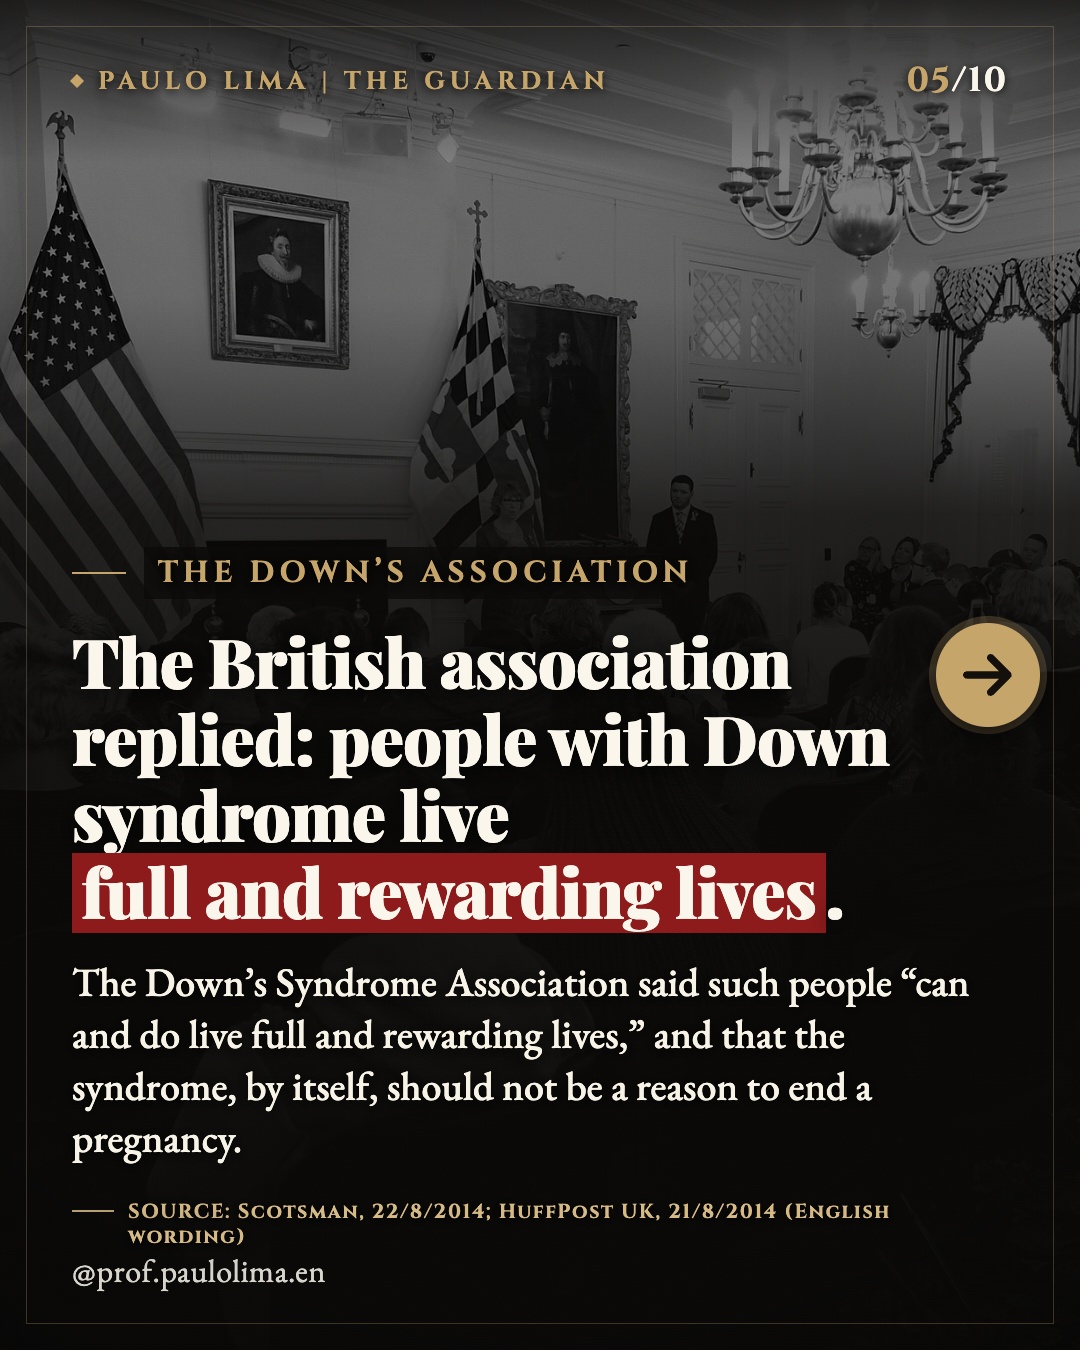 ◆ PAULO LIMA | THE GUARDIAN
05/10
THE DOWN’S ASSOCIATION
The British association
replied: people with Down
syndrome live
full and rewarding lives.
The Down’s Syndrome Association said such people “can
and do live full and rewarding lives,” and that the
syndrome, by itself, should not be a reason to end a
pregnancy.
SOURCE: Scotsman, 22/8/2014; HuffPost UK, 21/8/2014 (English
wording)
@prof.paulolima.en